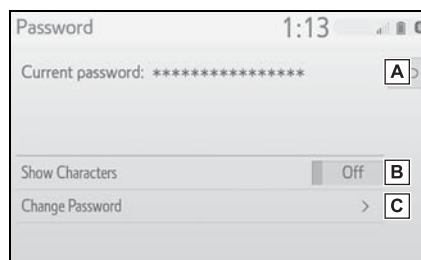 Password 1:13
Current password: **************** A
Show Characters Off B
Change Password > C